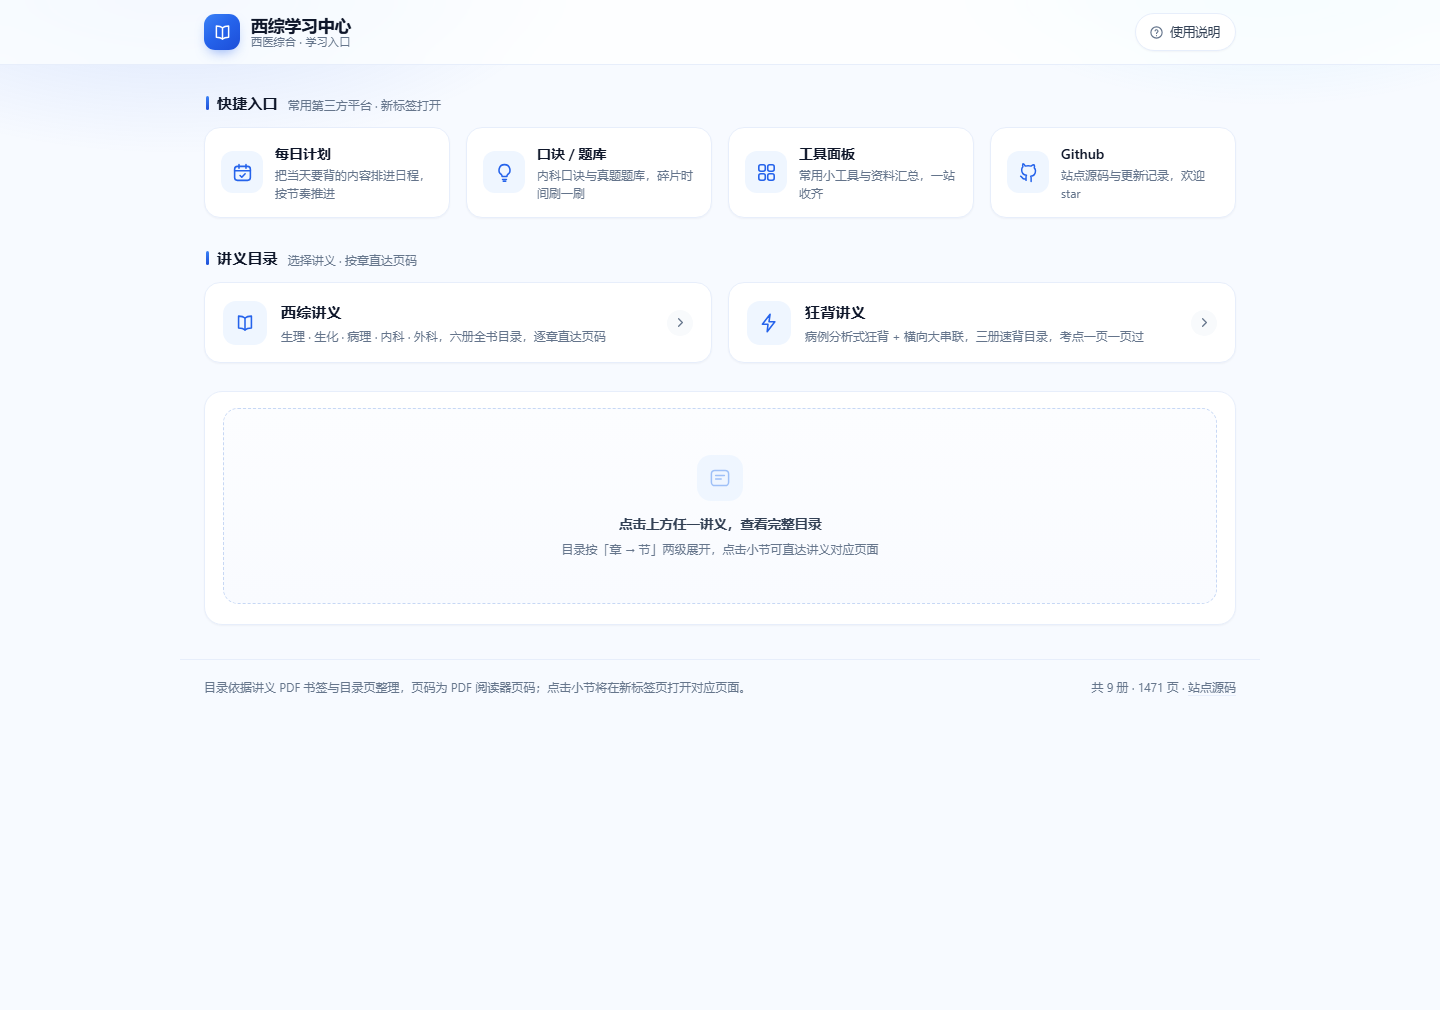 西综学习中心
西医综合 · 学习入口
使用说明
快捷入口 常用第三方平台 · 新标签打开
每日计划
把当天要背的内容排进日程，
按节奏推进
口诀 / 题库
内科口诀与真题题库，碎片时
间刷一刷
工具面板
常用小工具与资料汇总，一站
收齐
Github
站点源码与更新记录，欢迎
star
讲义目录 选择讲义 · 按章直达页码
西综讲义
生理 · 生化 · 病理 · 内科 · 外科，六册全书目录，逐章直达页码
狂背讲义
病例分析式狂背 + 横向大串联，三册速背目录，考点一页一页过
点击上方任一讲义，查看完整目录
目录按「章 → 节」两级展开，点击小节可直达讲义对应页面
目录依据讲义 PDF 书签与目录页整理，页码为 PDF 阅读器页码；点击小节将在新标签页打开对应页面。
共 9 册 · 1471 页 · 站点源码